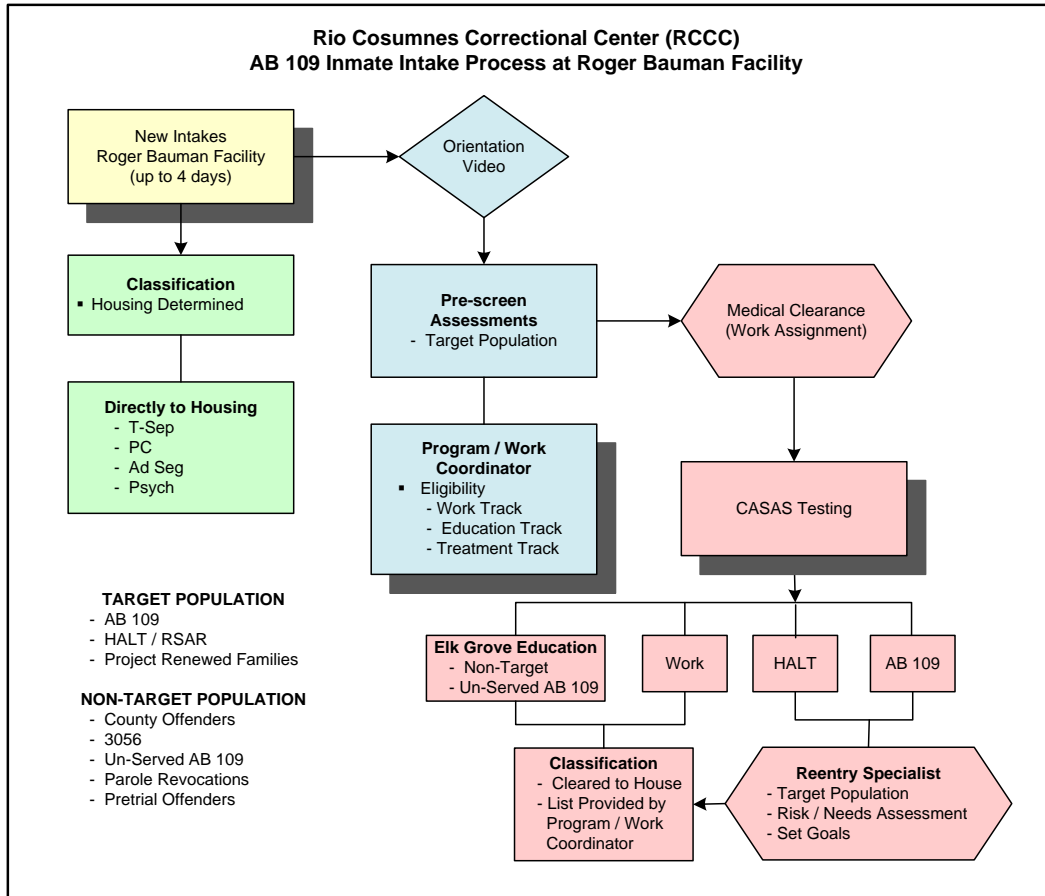 Rio Cosumnes Correctional Center (RCCC)
AB 109 Inmate Intake Process at Roger Bauman Facility
New Intakes
Roger Bauman Facility
(up to 4 days)
Orientation
Video
Classification
▪ Housing Determined
Pre-screen
Assessments
- Target Population
Medical Clearance
(Work Assignment)
Directly to Housing
- T-Sep
- PC
- Ad Seg
- Psych
Program / Work
Coordinator
▪ Eligibility
- Work Track
- Education Track
- Treatment Track
CASAS Testing
TARGET POPULATION
- AB 109
- HALT / RSAR
- Project Renewed Families
NON-TARGET POPULATION
- County Offenders
- 3056
- Un-Served AB 109
- Parole Revocations
- Pretrial Offenders
Elk Grove Education
- Non-Target
- Un-Served AB 109
Work
HALT
AB 109
Classification
- Cleared to House
- List Provided by
Program / Work
Coordinator
Reentry Specialist
- Target Population
- Risk / Needs Assessment
- Set Goals